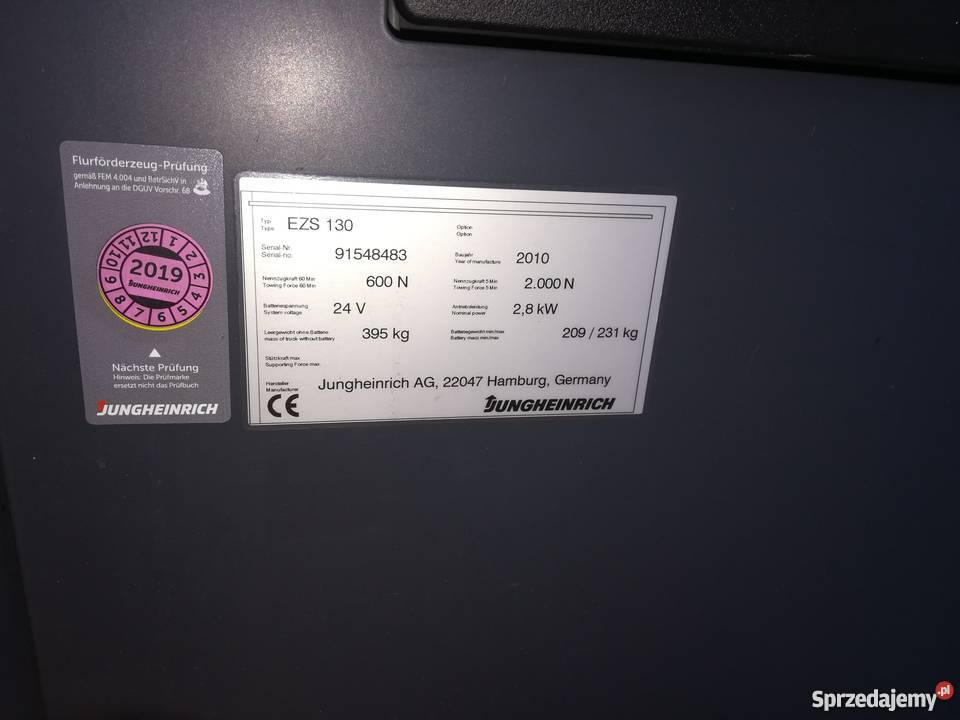 Flurförderzeug-Prüfung
gemäß FEM 4.004 und BetrSichV in
Anlehnung an die DGUV Vorschr. 68
12 1 2 3 4 5 6 7 8 9 10 11
2019
JUNGHEINRICH
Nächste Prüfung
Hinweis: Die Prüfmarke
ersetzt nicht das Prüfbuch
JUNGHEINRICH
Typ
Type
EZS 130
Option
Option
Serial-Nr.
Serial-no.
91548483
Baujahr
Year of manufacture
2010
Nennzugkraft 60 Min
Towing Force 60 Min
600 N
Nennzugkraft 5 Min
Towing Force 5 Min
2.000 N
Batteriespannung
System voltage
24 V
Antriebsleistung
Nominal power
2,8 kW
Leergewicht ohne Batterie
mass of truck without battery
395 kg
Batteriegewicht min/max
Battery mass min/max
209 / 231 kg
Stützkraft max
Supporting Force max
Hersteller
Manufacturer
Jungheinrich AG, 22047 Hamburg, Germany
CE
JUNGHEINRICH
Sprzedajemy.pl